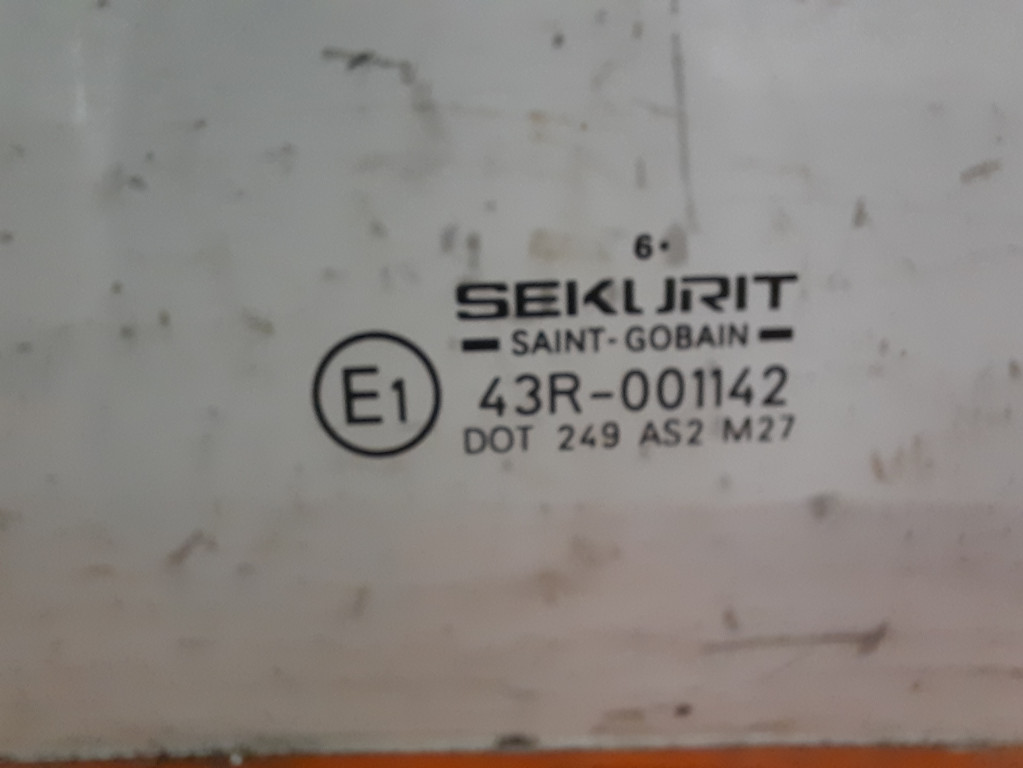 6•
SEKURIT
SAINT-GOBAIN
E1
43R-001142
DOT 249 AS2 M27